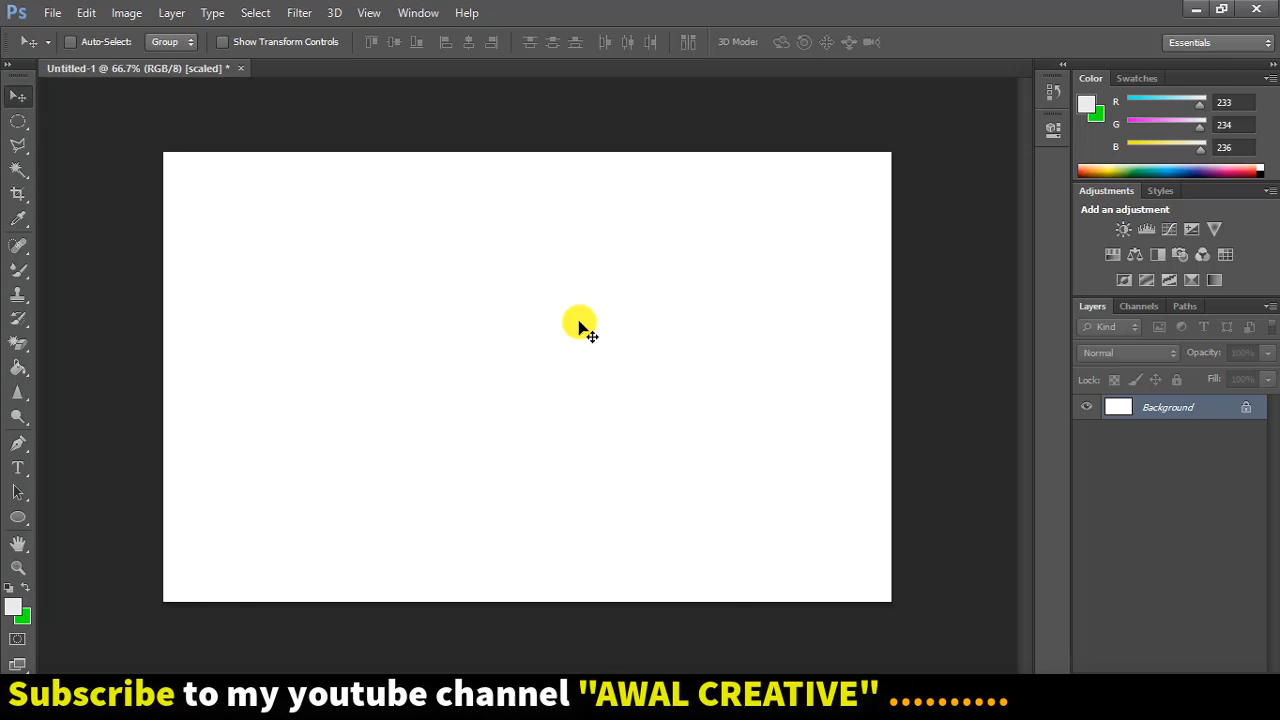 Ps File Edit Image Layer Type Select Filter 3D View Window Help
Auto-Select: Group Show Transform Controls 3D Mode: Essentials
Untitled-1 @ 66.7% (RGB/8) [scaled] * ×
Color Swatches
R 233
G 234
B 236
Adjustments Styles
Add an adjustment
Layers Channels Paths
Kind
Normal Opacity: 100%
Lock: Fill: 100%
Background
T
Subscribe to my youtube channel "AWAL CREATIVE" ..........